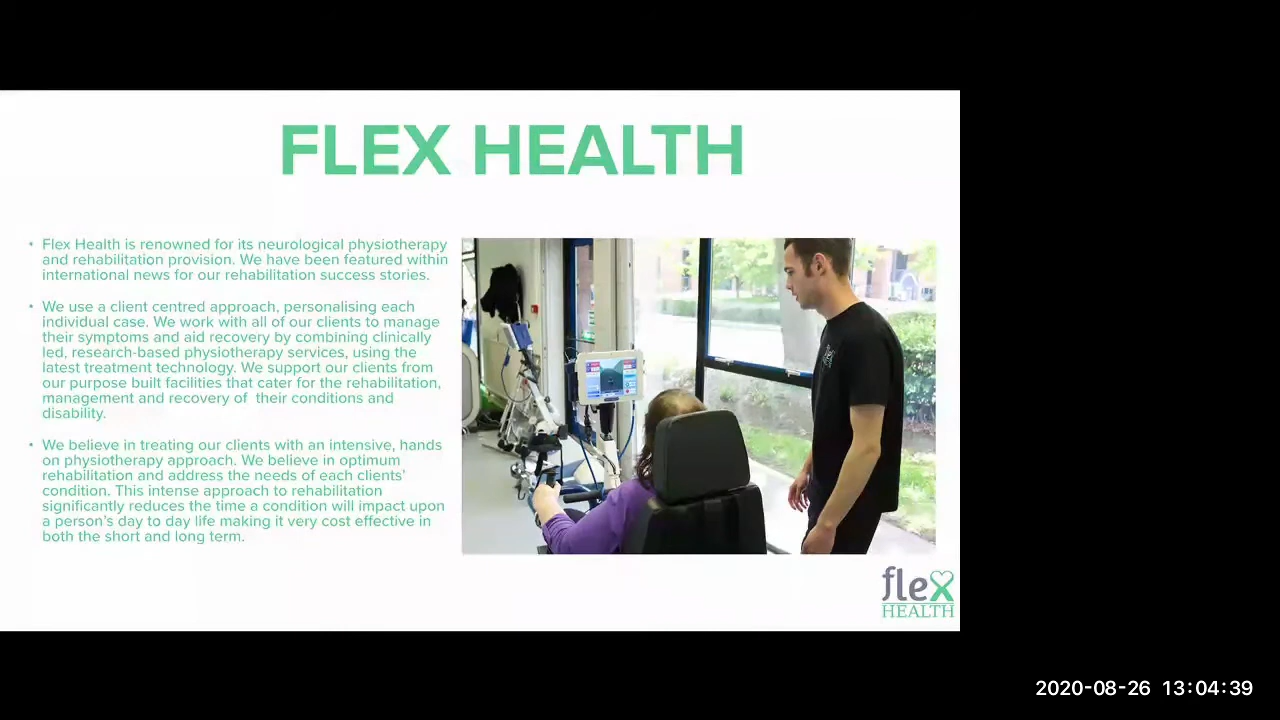 FLEX HEALTH
• Flex Health is renowned for its neurological physiotherapy
and rehabilitation provision. We have been featured within
international news for our rehabilitation success stories.
• We use a client centred approach, personalising each
individual case. We work with all of our clients to manage
their symptoms and aid recovery by combining clinically
led, research-based physiotherapy services, using the
latest treatment technology. We support our clients from
our purpose built facilities that cater for the rehabilitation,
management and recovery of  their conditions and
disability.
• We believe in treating our clients with an intensive, hands
on physiotherapy approach. We believe in optimum
rehabilitation and address the needs of each clients'
condition. This intense approach to rehabilitation
significantly reduces the time a condition will impact upon
a person's day to day life making it very cost effective in
both the short and long term.
flex
HEALTH
2020-08-26 13:04:39